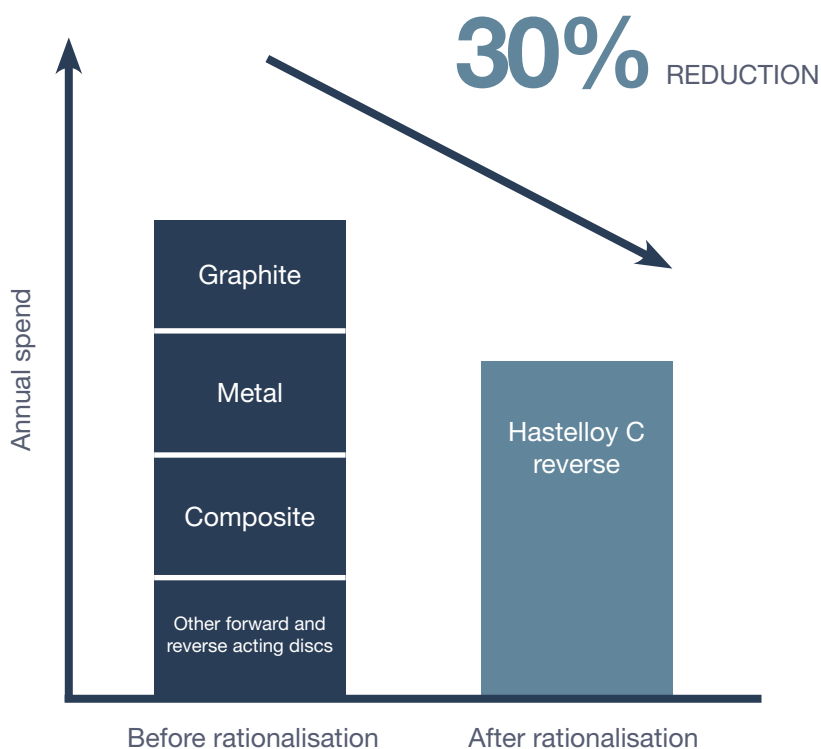 30% REDUCTION
Annual spend
Graphite
Metal
Composite
Other forward and
reverse acting discs
Hastelloy C
reverse
Before rationalisation
After rationalisation